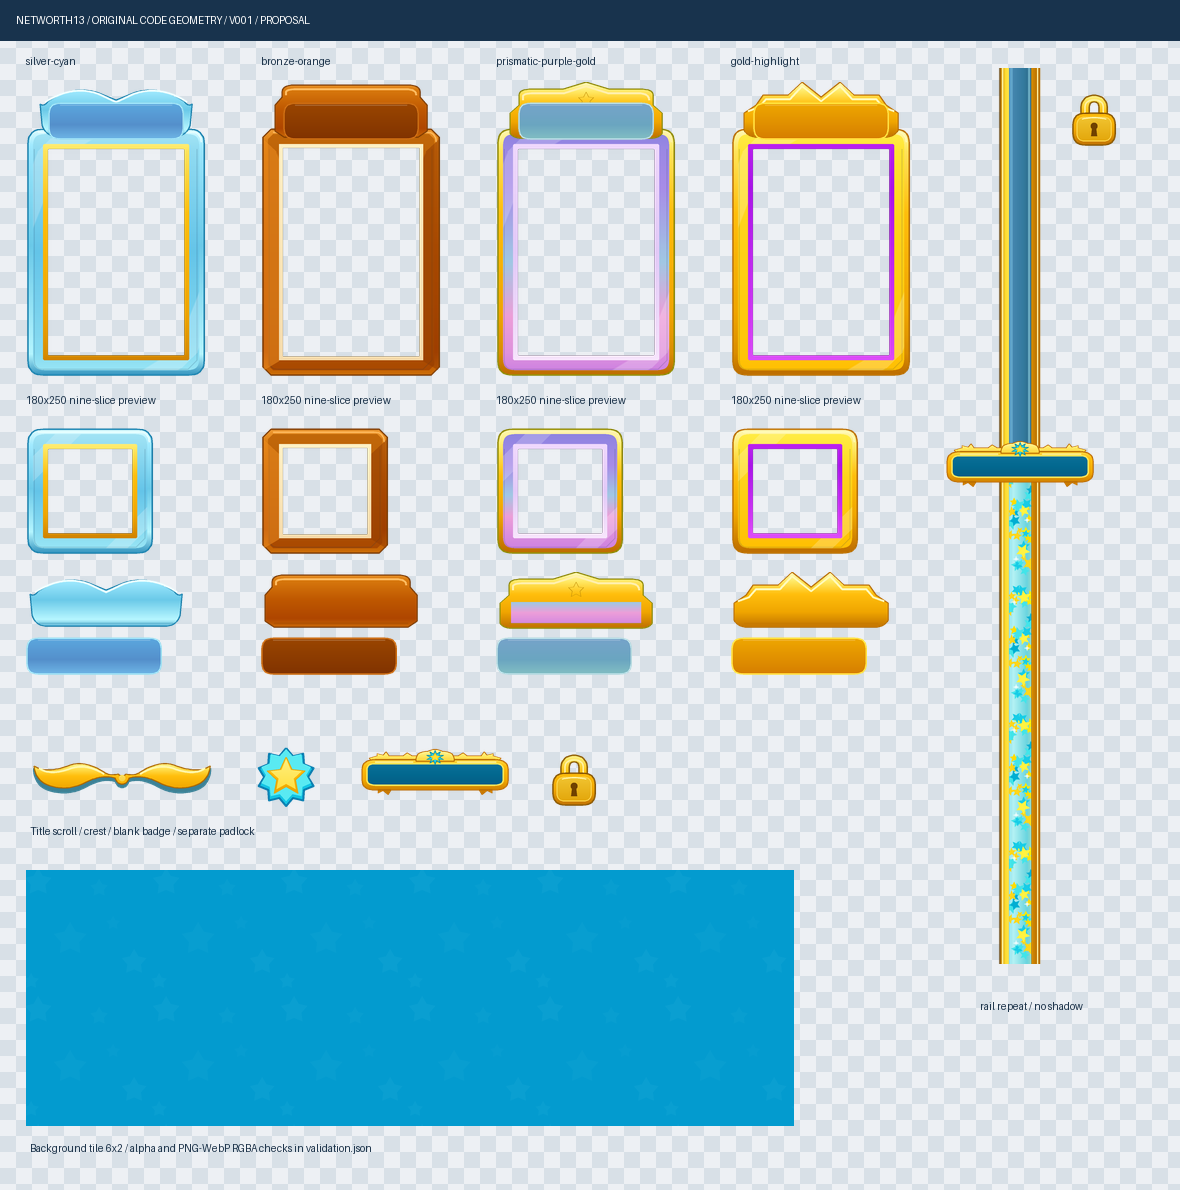 NETWORTH13 / ORIGINAL CODE GEOMETRY / V001 / PROPOSAL
silver-cyan
bronze-orange
prismatic-purple-gold
gold-highlight
180x250 nine-slice preview
180x250 nine-slice preview
180x250 nine-slice preview
180x250 nine-slice preview
Title scroll / crest / blank badge / separate padlock
rail repeat / no shadow
Background tile 6x2 / alpha and PNG-WebP RGBA checks in validation.json